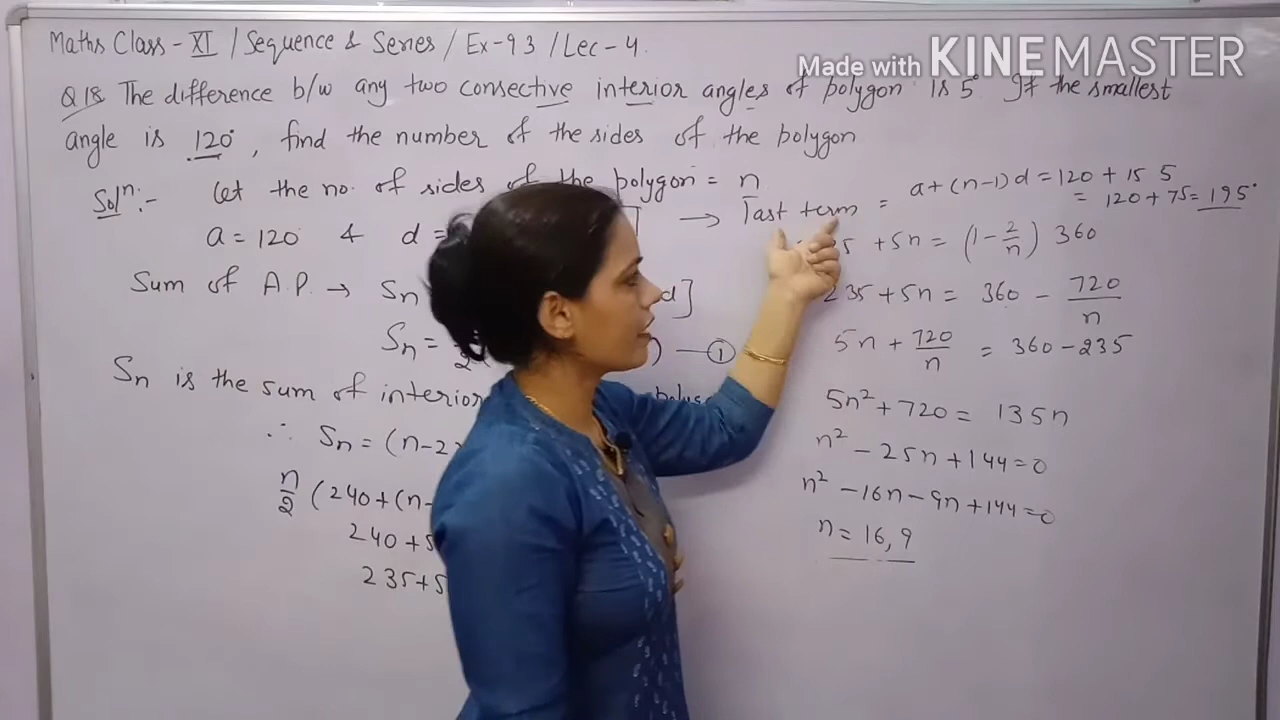 Maths Class - XI / Sequence & Series / Ex-9 3 / Lec - 4.
Made with KINEMASTER
Q 18 The difference b/w any two consective interior angles of polygon is 5° If the smallest
angle is 120°, find the number of the sides of the polygon
Solⁿ:- let the no. of sides of the polygon = n
a = 120 & d =
Sum of A.P. → Sn
d]
Sn =
2
) — ①
Sn is the sum of interior
∴ Sn = (n-2
n/2 (240+(n-
240+5
235+5
→ last term = a+(n-1)d = 120 + 15 5
= 120+75 = 195°
5 +5n = (1 - 2/n) 360
235+5n = 360 - 720/n
5n + 720/n = 360-235
5n² + 720 = 135n
n² - 25n + 144 = 0
n² - 16n - 9n + 144 = 0
n = 16, 9